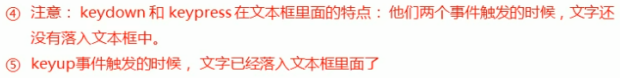 ④ 注意：keydown 和 keypress 在文本框里面的特点：他们两个事件触发的时候，文字还
没有落入文本框中。
⑤ keyup事件触发的时候，文字已经落入文本框里面了